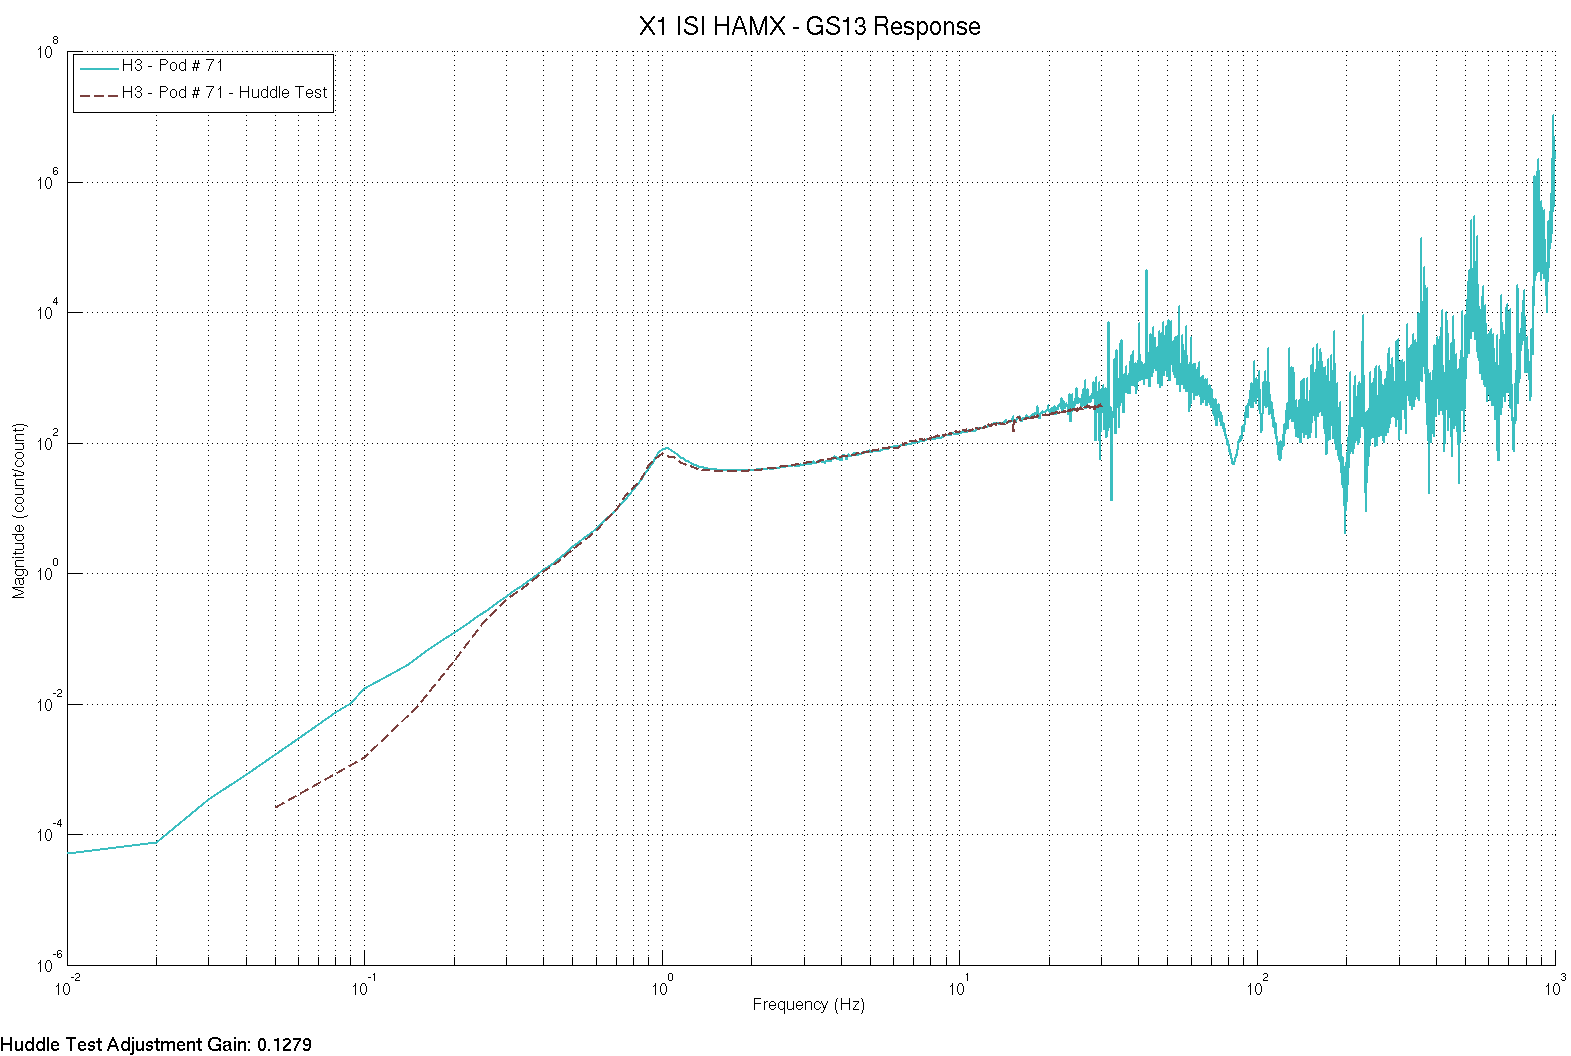 X1 ISI HAMX - GS13 Response
H3 - Pod # 71
H3 - Pod # 71 - Huddle Test
10^8
10^6
10^4
10^2
10^0
10^-2
10^-4
10^-6
Magnitude (count/count)
10^-2 10^-1 10^0 10^1 10^2 10^3
Frequency (Hz)
Huddle Test Adjustment Gain: 0.1279